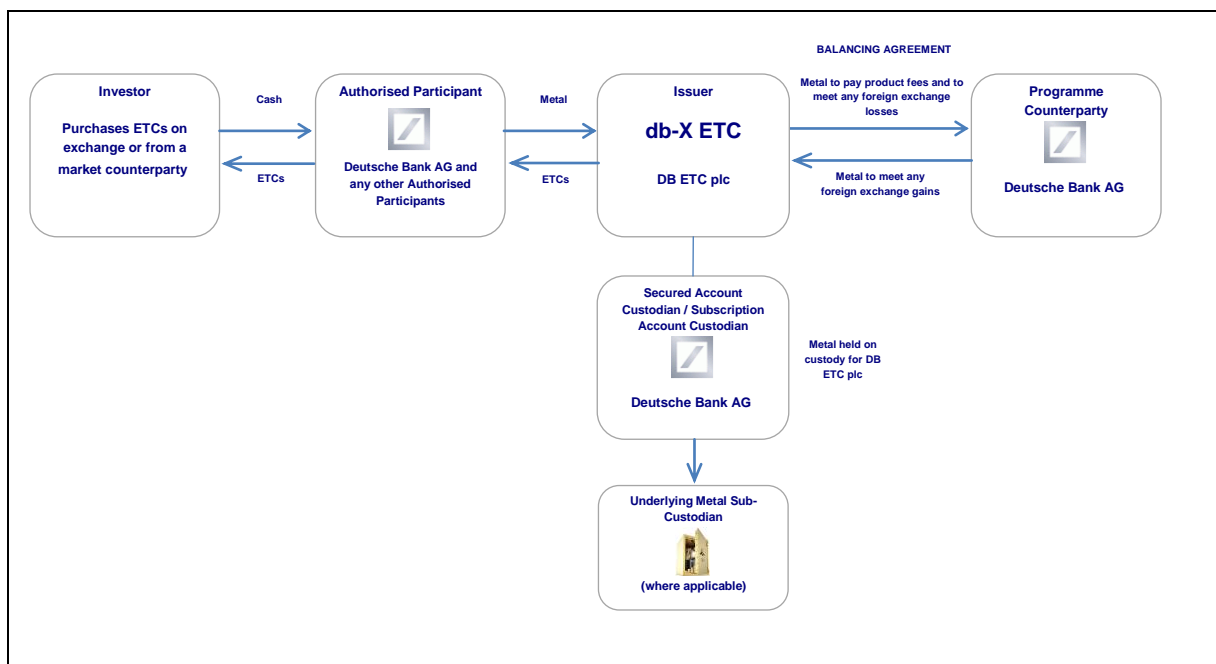 BALANCING AGREEMENT
Investor
Purchases ETCs on
exchange or from a
market counterparty
Cash
ETCs
Authorised Participant
Deutsche Bank AG and
any other Authorised
Participants
Metal
ETCs
Issuer
db-X ETC
DB ETC plc
Metal to pay product fees and to
meet any foreign exchange
losses
Metal to meet any
foreign exchange gains
Programme
Counterparty
Deutsche Bank AG
Secured Account
Custodian / Subscription
Account Custodian
Deutsche Bank AG
Metal held on
custody for DB
ETC plc
Underlying Metal Sub-
Custodian
(where applicable)